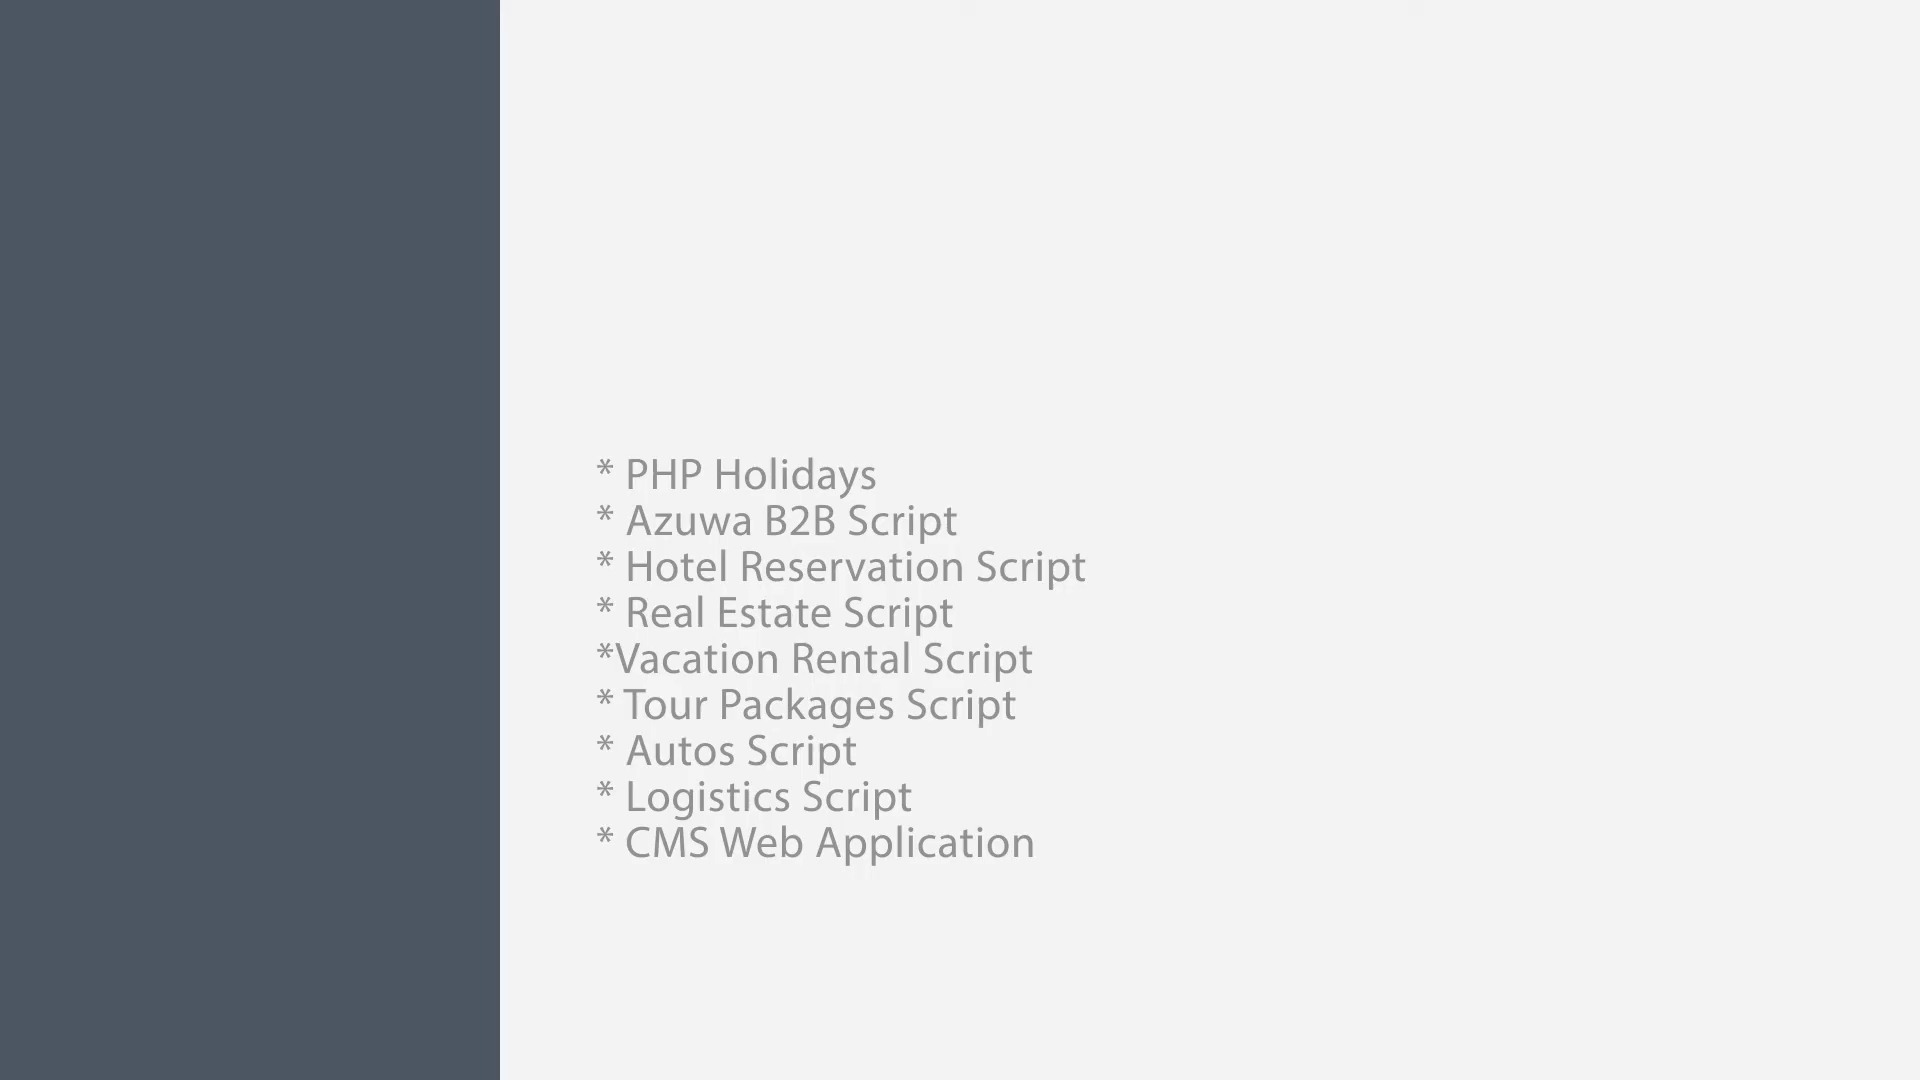 * PHP Holidays
* Azuwa B2B Script
* Hotel Reservation Script
* Real Estate Script
*Vacation Rental Script
* Tour Packages Script
* Autos Script
* Logistics Script
* CMS Web Application